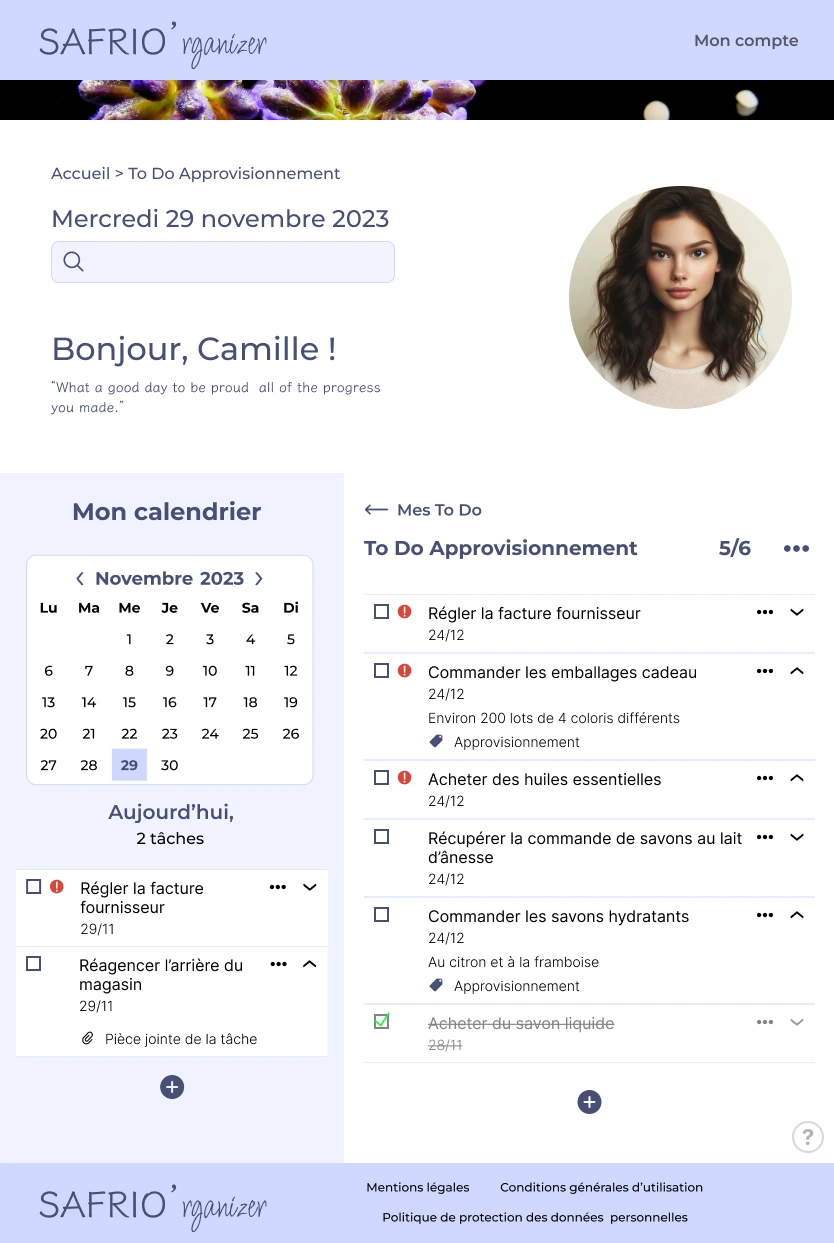 SAFRIO’rganizer
Mon compte
Accueil > To Do Approvisionnement
Mercredi 29 novembre 2023
Bonjour, Camille !
“What a good day to be proud all of the progress
you made.”
Mon calendrier
Novembre 2023
Lu Ma Me Je Ve Sa Di
1 2 3 4 5
6 7 8 9 10 11 12
13 14 15 16 17 18 19
20 21 22 23 24 25 26
27 28 29 30
Aujourd’hui,
2 tâches
Régler la facture
fournisseur
29/11
Réagencer l’arrière du
magasin
29/11
Pièce jointe de la tâche
Mes To Do
To Do Approvisionnement 5/6
Régler la facture fournisseur
24/12
Commander les emballages cadeau
24/12
Environ 200 lots de 4 coloris différents
Approvisionnement
Acheter des huiles essentielles
24/12
Récupérer la commande de savons au lait
d’ânesse
24/12
Commander les savons hydratants
24/12
Au citron et à la framboise
Approvisionnement
Acheter du savon liquide
28/11
?
SAFRIO’rganizer
Mentions légales Conditions générales d’utilisation
Politique de protection des données personnelles